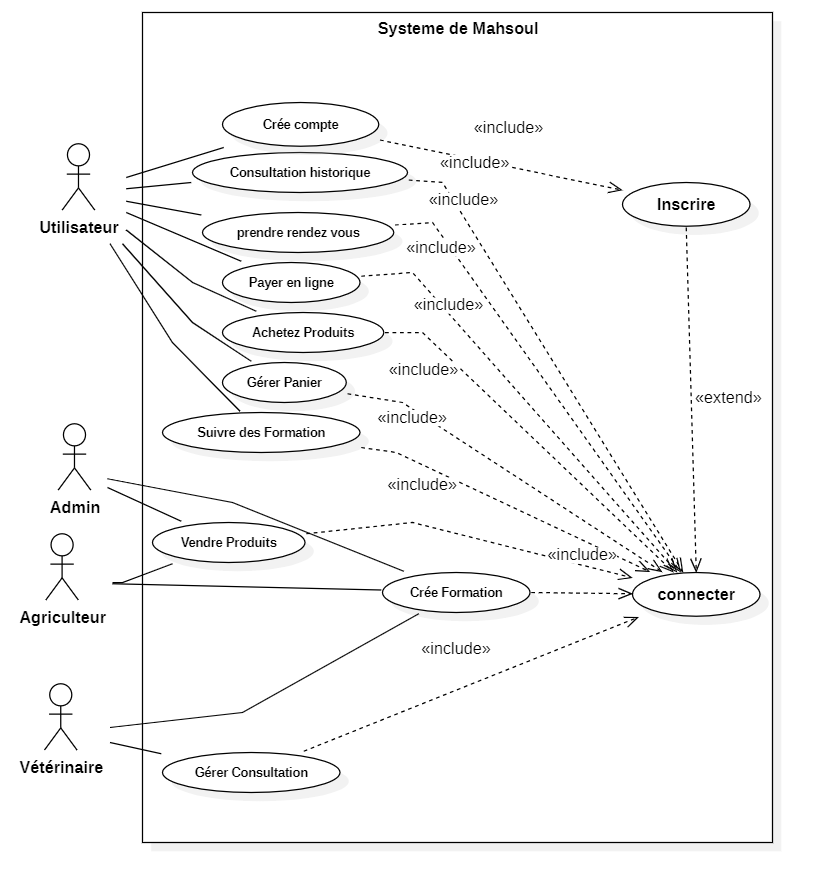 Systeme de Mahsoul
Crée compte
«include»
Consultation historique
«include»
Utilisateur
prendre rendez vous
«include»
Inscrire
Payer en ligne
«include»
Achetez Produits
«include»
Gérer Panier
«include»
«extend»
Suivre des Formation
«include»
Admin
«include»
Vendre Produits
«include»
Agriculteur
Crée Formation
connecter
«include»
Vétérinaire
Gérer Consultation